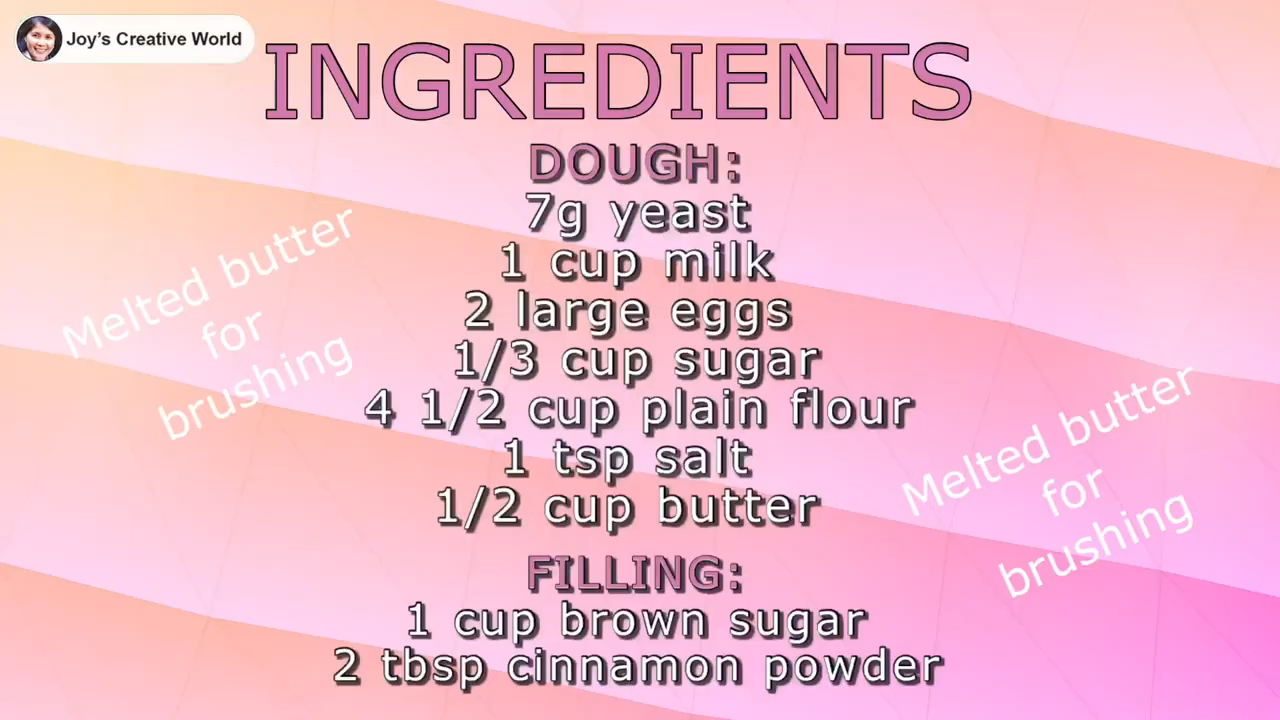 Joy's Creative World
INGREDIENTS
DOUGH:
7g yeast
1 cup milk
2 large eggs
1/3 cup sugar
4 1/2 cup plain flour
1 tsp salt
1/2 cup butter
FILLING:
1 cup brown sugar
2 tbsp cinnamon powder
Melted butter
for
brushing
Melted butter
for
brushing